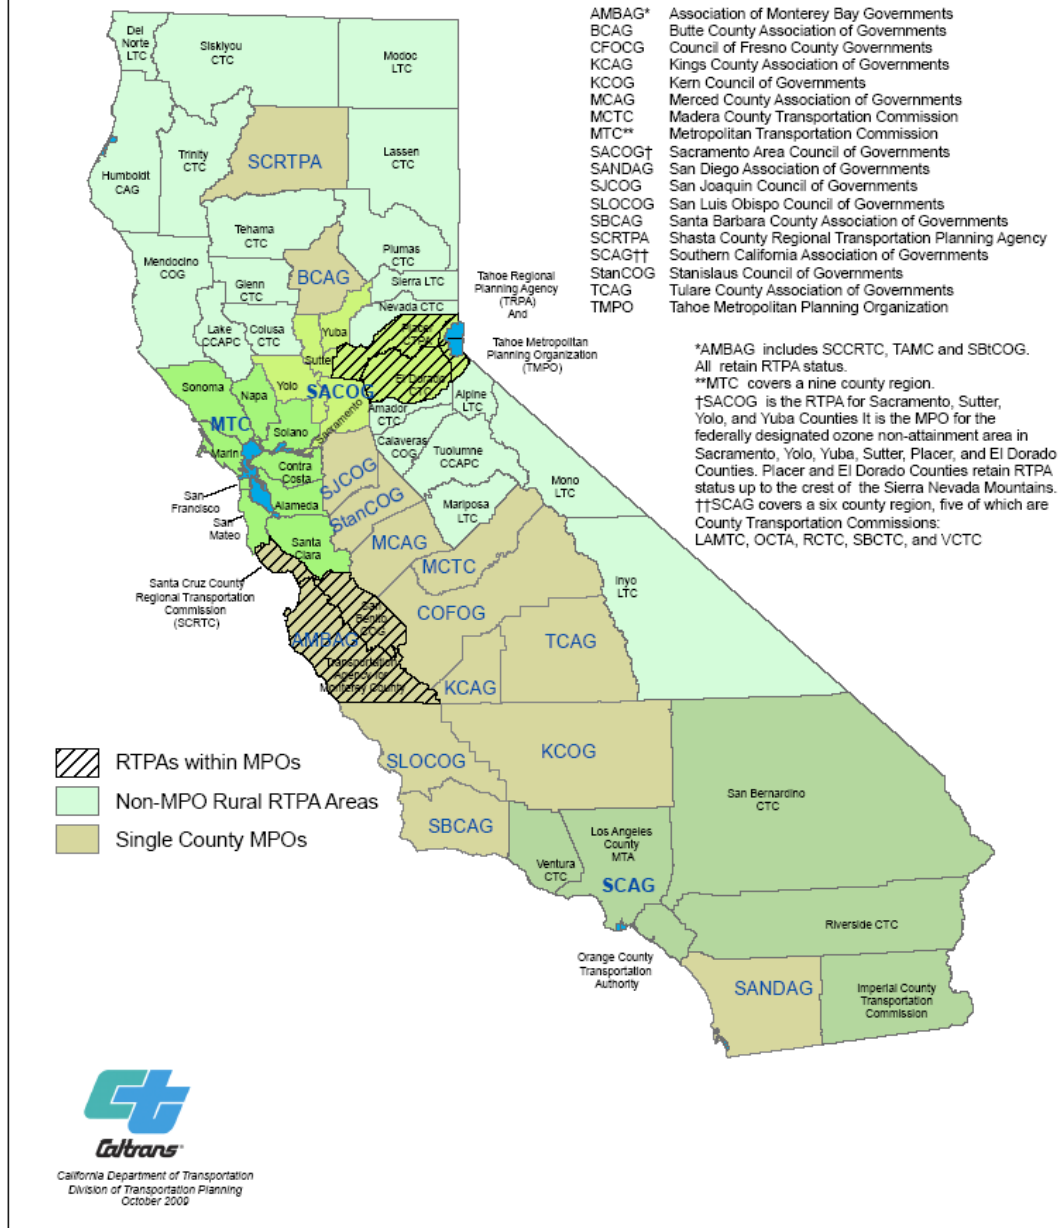 AMBAG* Association of Monterey Bay Governments
BCAG Butte County Association of Governments
CFOCG Council of Fresno County Governments
KCAG Kings County Association of Governments
KCOG Kern Council of Governments
MCAG Merced County Association of Governments
MCTC Madera County Transportation Commission
MTC** Metropolitan Transportation Commission
SACOG† Sacramento Area Council of Governments
SANDAG San Diego Association of Governments
SJCOG San Joaquin Council of Governments
SLOCOG San Luis Obispo Council of Governments
SBCAG Santa Barbara County Association of Governments
SCRTPA Shasta County Regional Transportation Planning Agency
SCAG†† Southern California Association of Governments
StanCOG Stanislaus Council of Governments
TCAG Tulare County Association of Governments
TMPO Tahoe Metropolitan Planning Organization
*AMBAG includes SCCRTC, TAMC and SBtCOG.
All retain RTPA status.
**MTC covers a nine county region.
†SACOG is the RTPA for Sacramento, Sutter,
Yolo, and Yuba Counties It is the MPO for the
federally designated ozone non-attainment area in
Sacramento, Yolo, Yuba, Sutter, Placer, and El Dorado
Counties. Placer and El Dorado Counties retain RTPA
status up to the crest of the Sierra Nevada Mountains.
††SCAG covers a six county region, five of which are
County Transportation Commissions:
LAMTC, OCTA, RCTC, SBCTC, and VCTC
Del
Norte
LTC
Siskiyou
CTC
Modoc
LTC
Humboldt
CAG
Trinity
CTC
SCRTPA
Lassen
CTC
Tehama
CTC
Plumas
CTC
Mendocino
COG
Glenn
CTC
BCAG
Sierra LTC
Nevada CTC
Tahoe Regional
Planning Agency
(TRPA)
And
Tahoe Metropolitan
Planning Organization
(TMPO)
Lake
CCAPC
Colusa
CTC
Yuba
Sutter
Placer
CTPA
El Dorado
CTC
Sonoma
Napa
Yolo
SACOG
Sacramento
Amador
CTC
Alpine
LTC
MTC
Solano
Marin
Contra
Costa
Calaveras
COG
Tuolumne
CCAPC
Mono
LTC
San
Francisco
Alameda
SJCOG
StanCOG
Mariposa
LTC
San
Mateo
Santa
Clara
MCAG
MCTC
Inyo
LTC
Santa Cruz County
Regional Transportation
Commission
(SCRTC)
San
Benito
COG
COFOG
TCAG
AMBAG
Transportation
Agency for
Monterey County
KCAG
SLOCOG
KCOG
San Bernardino
CTC
SBCAG
Ventura
CTC
Los Angeles
County
MTA
SCAG
Riverside CTC
Orange County
Transportation
Authority
SANDAG
Imperial County
Transportation
Commission
RTPAs within MPOs
Non-MPO Rural RTPA Areas
Single County MPOs
Caltrans
California Department of Transportation
Division of Transportation Planning
October 2009